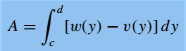 A = ∫_c^d [w(y) − v(y)] dy